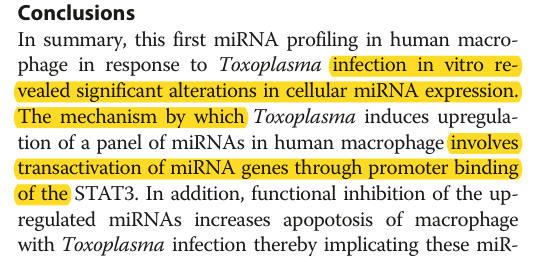 Conclusions
In summary, this first miRNA profiling in human macro-
phage in response to Toxoplasma infection in vitro re-
vealed significant alterations in cellular miRNA expression.
The mechanism by which Toxoplasma induces upregula-
tion of a panel of miRNAs in human macrophage involves
transactivation of miRNA genes through promoter binding
of the STAT3. In addition, functional inhibition of the up-
regulated miRNAs increases apopotosis of macrophage
with Toxoplasma infection thereby implicating these miR-